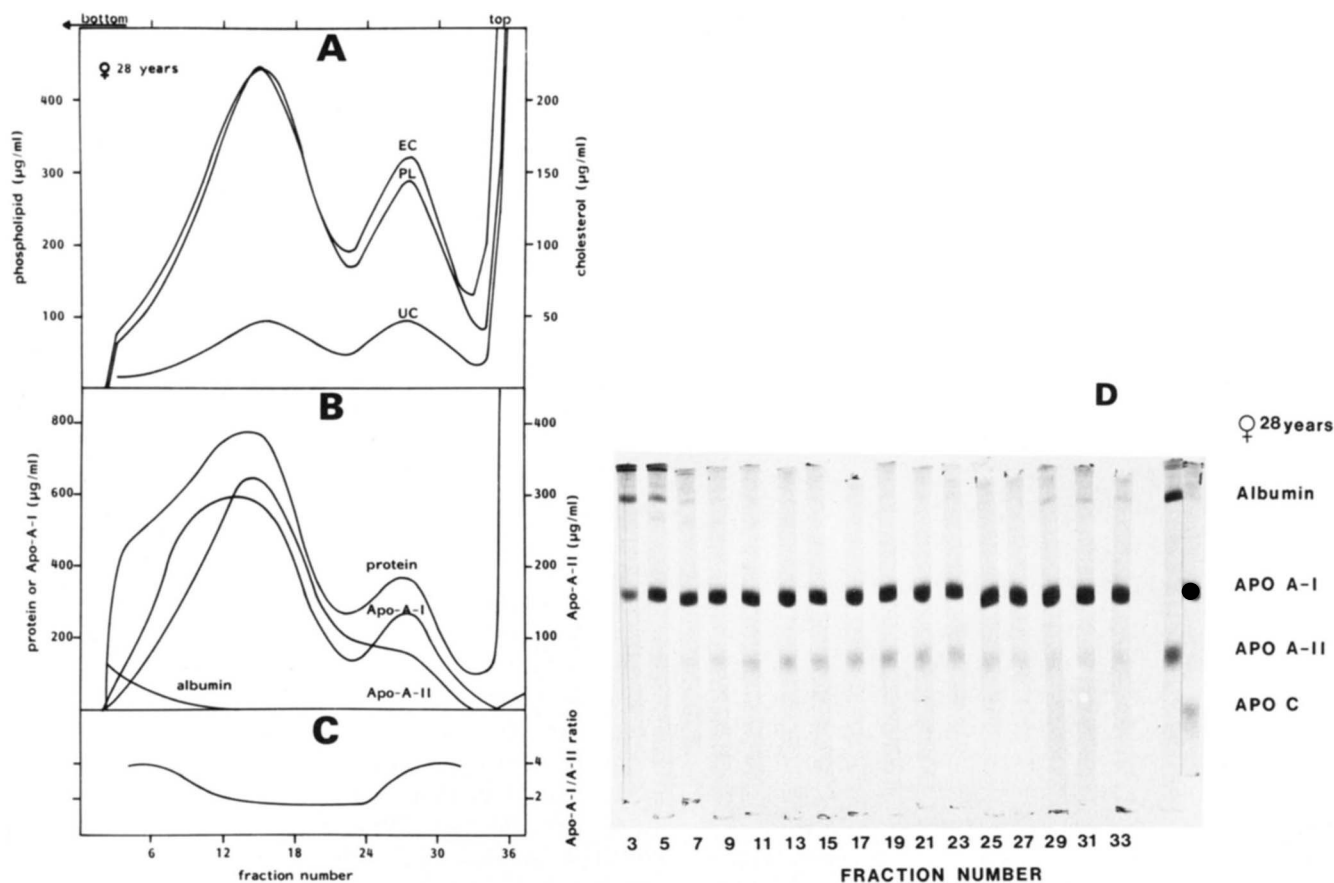 bottom
top
A
♀ 28 years
phospholipid (µg/ml)
400
300
200
100
EC
PL
UC
200
150
100
50
cholesterol (µg/ml)
B
protein or Apo-A-I (µg/ml)
800
600
400
200
protein
Apo-A-I
albumin
Apo-A-II
400
300
200
100
Apo-A-II (µg/ml)
C
4
2
Apo-A-I/A-II ratio
6 12 18 24 30 36
fraction number
D
♀ 28 years
Albumin
APO A-I
APO A-II
APO C
3 5 7 9 11 13 15 17 19 21 23 25 27 29 31 33
FRACTION NUMBER